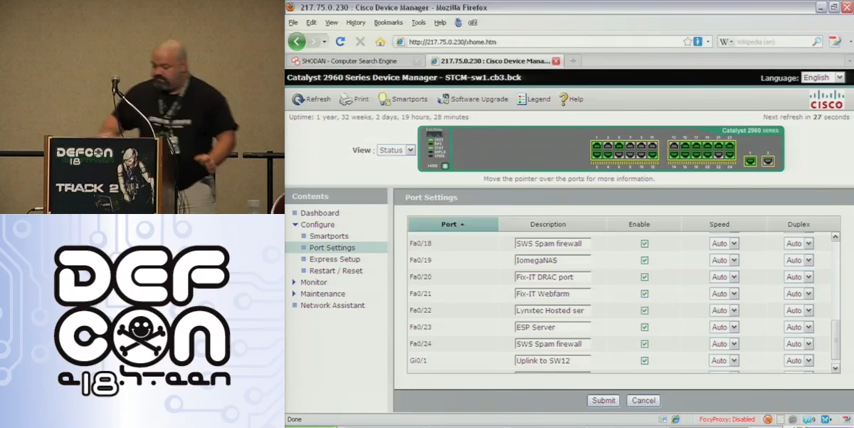 DEFCON
18
TRACK 2
DEF
CON
e18hteen
217.75.0.230 : Cisco Device Manager - Mozilla Firefox
File Edit View History Bookmarks Tools Help
http://217.75.0.230/xhome.htm
Wikipedia (en)
SHODAN - Computer Search Engine
217.75.0.230 : Cisco Device Mana...
Catalyst 2960 Series Device Manager - STCM-sw1.cb3.bck
Language: English
Refresh Print Smartports Software Upgrade Legend Help
CISCO
Uptime: 1 year, 32 weeks, 2 days, 19 hours, 28 minutes
Next refresh in 27 seconds
View : Status
Catalyst 2960 SERIES
Move the pointer over the ports for more information.
Contents
Dashboard
Configure
Smartports
Port Settings
Express Setup
Restart / Reset
Monitor
Maintenance
Network Assistant
Port Settings
Port Description Enable Speed Duplex
Fa0/18 SWS Spam firewall Auto Auto
Fa0/19 IomegaNAS Auto Auto
Fa0/20 Fix-IT DRAC port Auto Auto
Fa0/21 Fix-IT Webfarm Auto Auto
Fa0/22 Lynxtec Hosted ser Auto Auto
Fa0/23 ESP Server Auto Auto
Fa0/24 SWS Spam firewall Auto Auto
Gi0/1 Uplink to SW12 Auto Auto
Submit Cancel
Done
FoxyProxy: Disabled